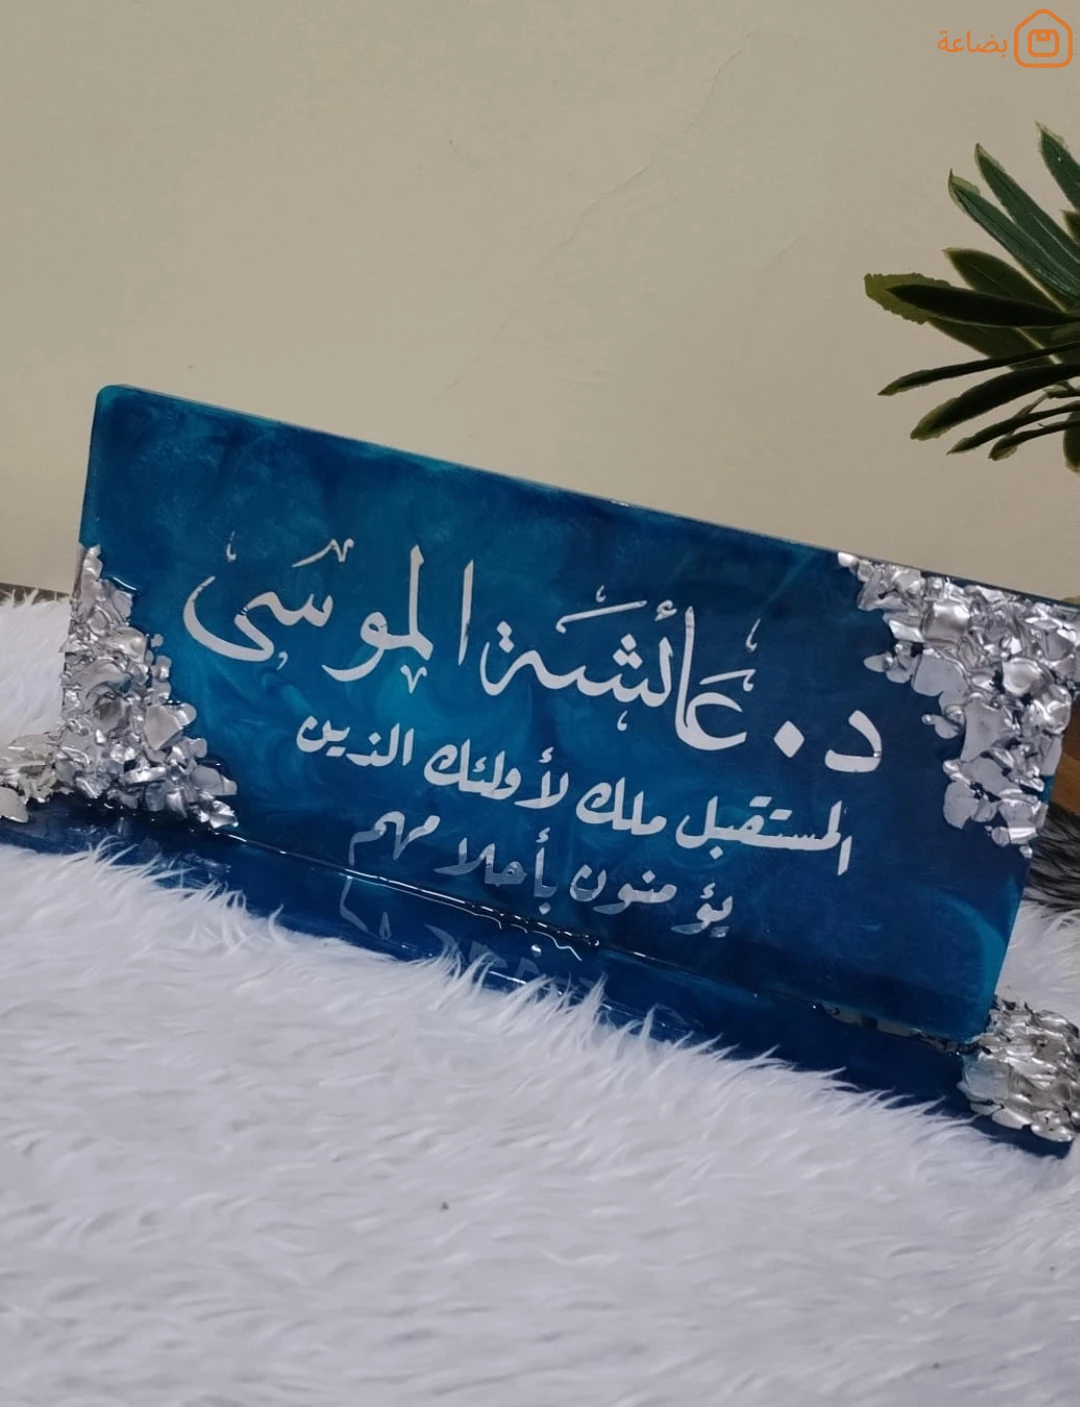 بضاعة
د. عائشة الموسى
المستقبل ملك لأولئك الذين
يؤمنون بأحلامهم